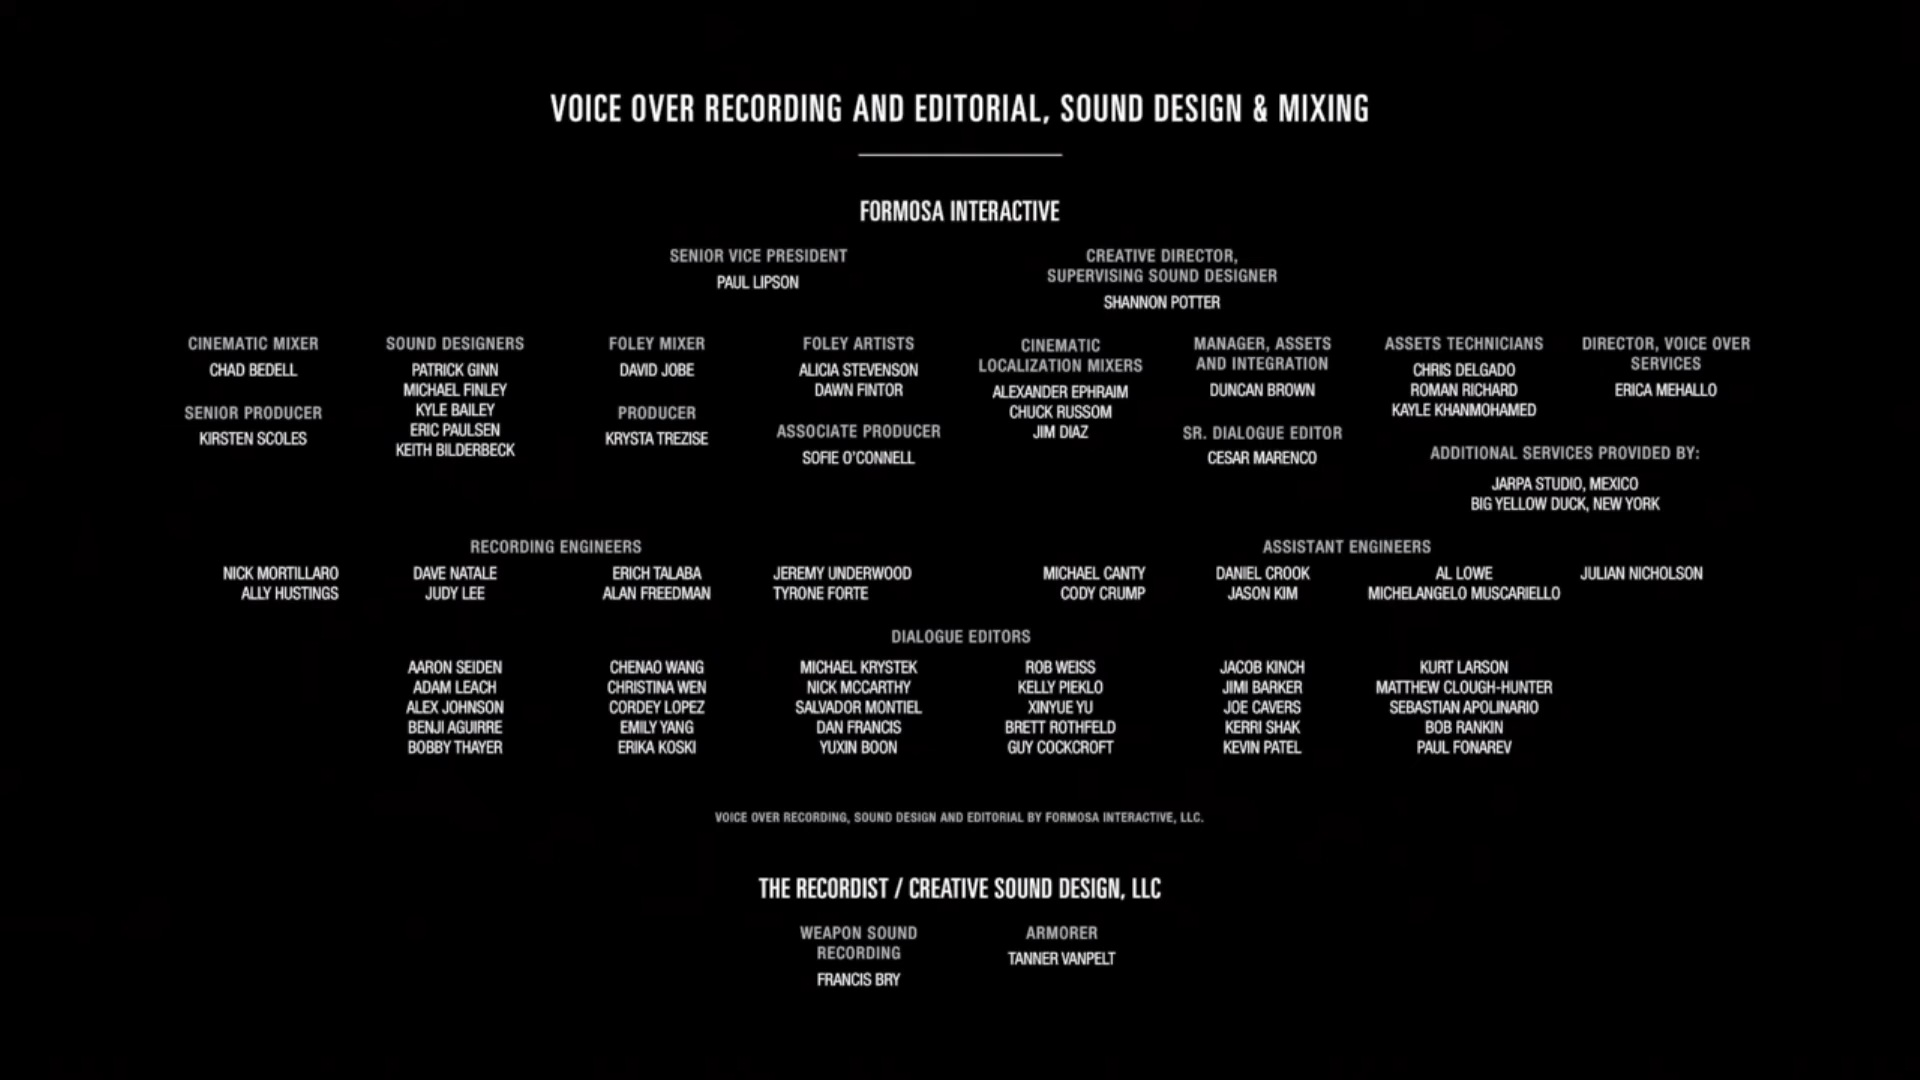 VOICE OVER RECORDING AND EDITORIAL, SOUND DESIGN & MIXING
FORMOSA INTERACTIVE
SENIOR VICE PRESIDENT
PAUL LIPSON
CREATIVE DIRECTOR,
SUPERVISING SOUND DESIGNER
SHANNON POTTER
CINEMATIC MIXER
CHAD BEDELL
SENIOR PRODUCER
KIRSTEN SCOLES
SOUND DESIGNERS
PATRICK GINN
MICHAEL FINLEY
KYLE BAILEY
ERIC PAULSEN
KEITH BILDERBECK
FOLEY MIXER
DAVID JOBE
PRODUCER
KRYSTA TREZISE
FOLEY ARTISTS
ALICIA STEVENSON
DAWN FINTOR
ASSOCIATE PRODUCER
SOFIE O'CONNELL
CINEMATIC
LOCALIZATION MIXERS
ALEXANDER EPHRAIM
CHUCK RUSSOM
JIM DIAZ
MANAGER, ASSETS
AND INTEGRATION
DUNCAN BROWN
SR. DIALOGUE EDITOR
CESAR MARENCO
ASSETS TECHNICIANS
CHRIS DELGADO
ROMAN RICHARD
KAYLE KHANMOHAMED
DIRECTOR, VOICE OVER
SERVICES
ERICA MEHALLO
ADDITIONAL SERVICES PROVIDED BY:
JARPA STUDIO, MEXICO
BIG YELLOW DUCK, NEW YORK
RECORDING ENGINEERS
NICK MORTILLARO
ALLY HUSTINGS
DAVE NATALE
JUDY LEE
ERICH TALABA
ALAN FREEDMAN
JEREMY UNDERWOOD
TYRONE FORTE
ASSISTANT ENGINEERS
MICHAEL CANTY
CODY CRUMP
DANIEL CROOK
JASON KIM
AL LOWE
MICHELANGELO MUSCARIELLO
JULIAN NICHOLSON
DIALOGUE EDITORS
AARON SEIDEN
ADAM LEACH
ALEX JOHNSON
BENJI AGUIRRE
BOBBY THAYER
CHENAO WANG
CHRISTINA WEN
CORDEY LOPEZ
EMILY YANG
ERIKA KOSKI
MICHAEL KRYSTEK
NICK MCCARTHY
SALVADOR MONTIEL
DAN FRANCIS
YUXIN BOON
ROB WEISS
KELLY PIEKLO
XINYUE YU
BRETT ROTHFELD
GUY COCKCROFT
JACOB KINCH
JIMI BARKER
JOE CAVERS
KERRI SHAK
KEVIN PATEL
KURT LARSON
MATTHEW CLOUGH-HUNTER
SEBASTIAN APOLINARIO
BOB RANKIN
PAUL FONAREV
VOICE OVER RECORDING, SOUND DESIGN AND EDITORIAL BY FORMOSA INTERACTIVE, LLC.
THE RECORDIST / CREATIVE SOUND DESIGN, LLC
WEAPON SOUND
RECORDING
FRANCIS BRY
ARMORER
TANNER VANPELT